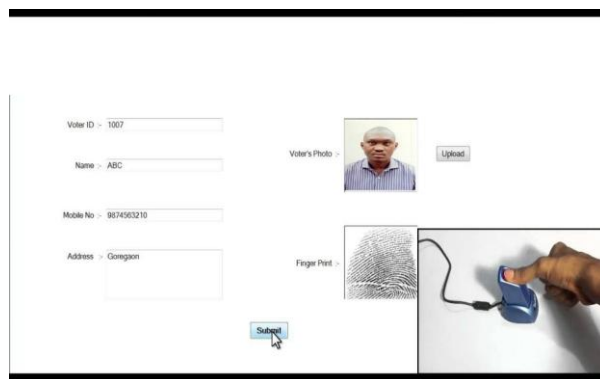 Voter ID :- 1007
Name :- ABC
Mobile No :- 9874563210
Address :- Goregaon
Voter's Photo :-
Upload
Finger Print :-
Submit